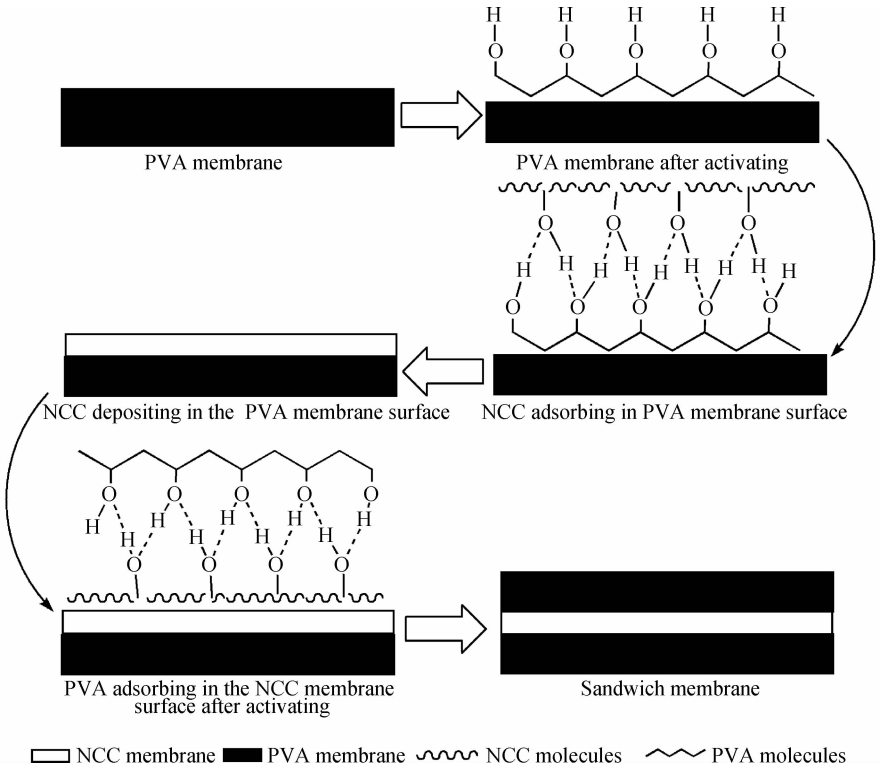 H H H H H
O O O O O
PVA membrane
PVA membrane after activating
O O O O
H H H H H H H H H
O O O O O
NCC depositing in the PVA membrane surface
NCC adsorbing in PVA membrane surface
O O O O O
H H H H H H H H H
O O O O
PVA adsorbing in the NCC membrane
surface after activating
Sandwich membrane
NCC membrane PVA membrane NCC molecules PVA molecules